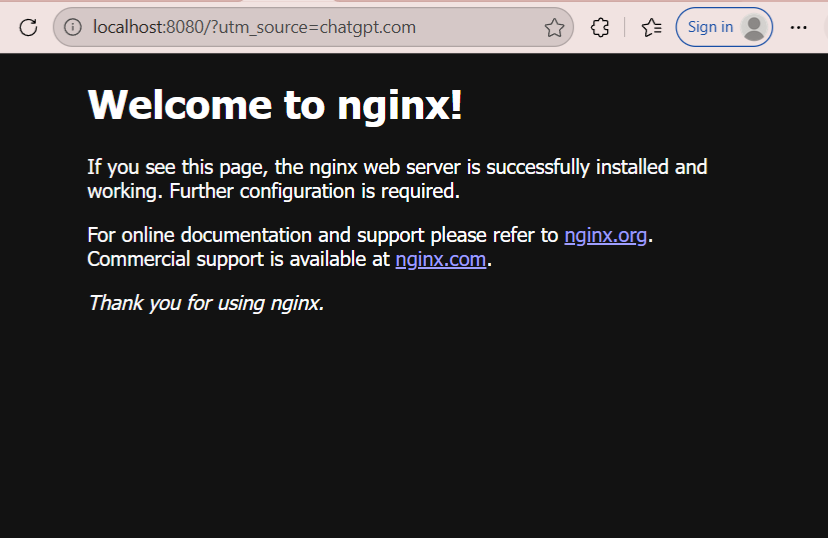 localhost:8080/?utm_source=chatgpt.com
Sign in
Welcome to nginx!
If you see this page, the nginx web server is successfully installed and
working. Further configuration is required.
For online documentation and support please refer to nginx.org.
Commercial support is available at nginx.com.
Thank you for using nginx.